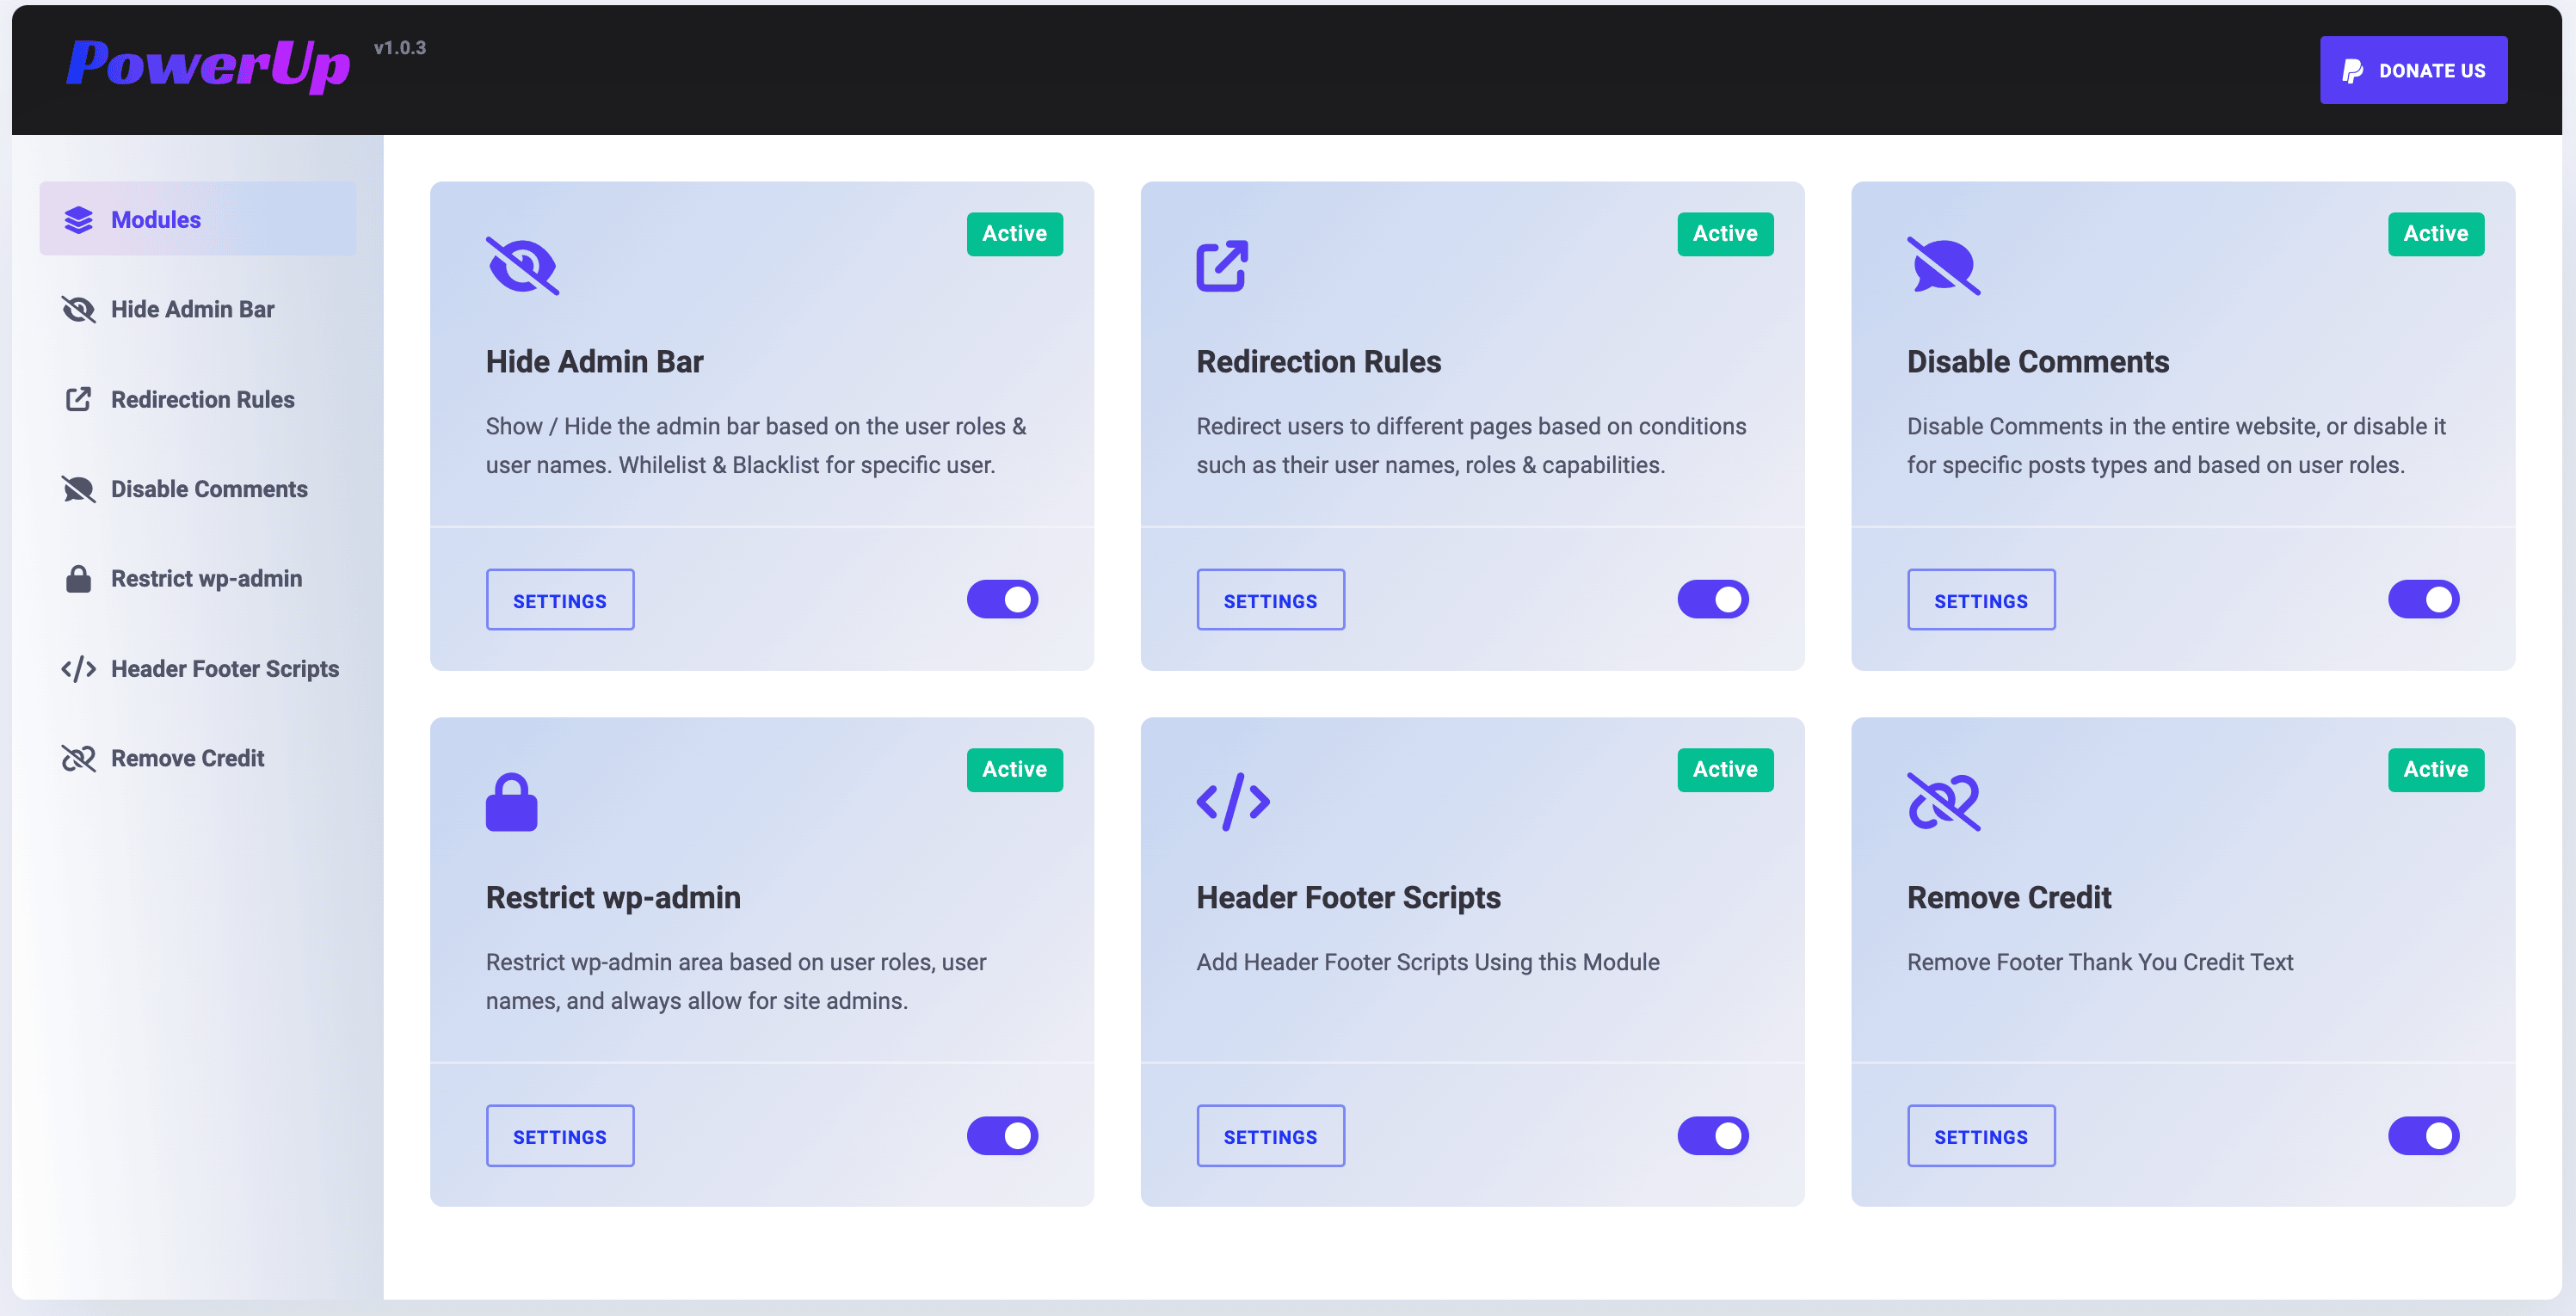 PowerUp v1.0.3
DONATE US
Modules
Hide Admin Bar
Redirection Rules
Disable Comments
Restrict wp-admin
Header Footer Scripts
Remove Credit
Active
Hide Admin Bar
Show / Hide the admin bar based on the user roles &
user names. Whilelist & Blacklist for specific user.
SETTINGS
Active
Redirection Rules
Redirect users to different pages based on conditions
such as their user names, roles & capabilities.
SETTINGS
Active
Disable Comments
Disable Comments in the entire website, or disable it
for specific posts types and based on user roles.
SETTINGS
Active
Restrict wp-admin
Restrict wp-admin area based on user roles, user
names, and always allow for site admins.
SETTINGS
Active
Header Footer Scripts
Add Header Footer Scripts Using this Module
SETTINGS
Active
Remove Credit
Remove Footer Thank You Credit Text
SETTINGS